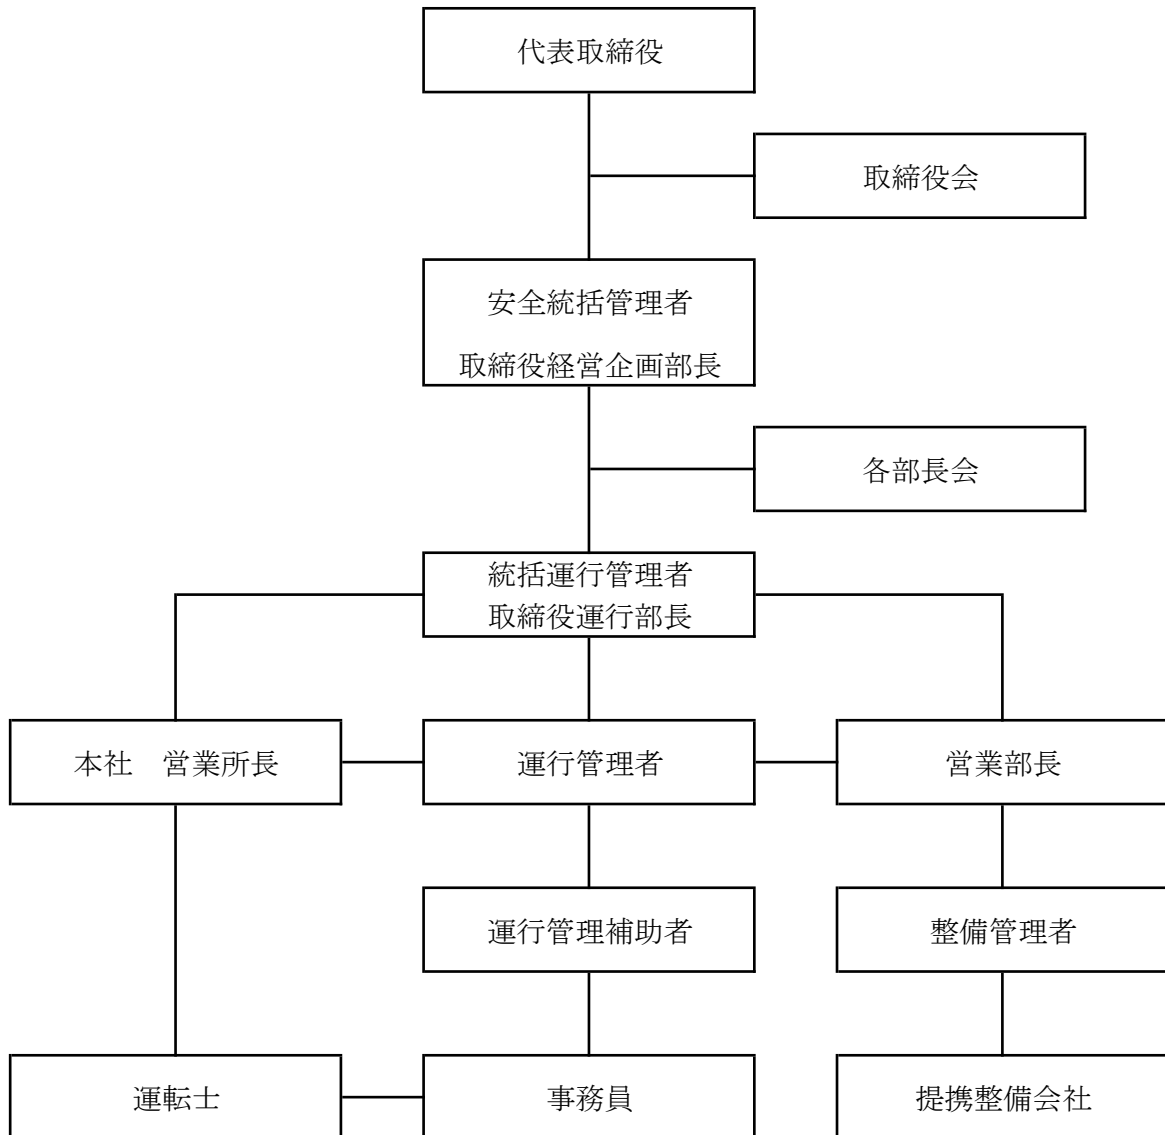 代表取締役
取締役会
安全統括管理者
取締役経営企画部長
各部長会
統括運行管理者
取締役運行部長
本社　営業所長
運行管理者
営業部長
運行管理補助者
整備管理者
運転士
事務員
提携整備会社